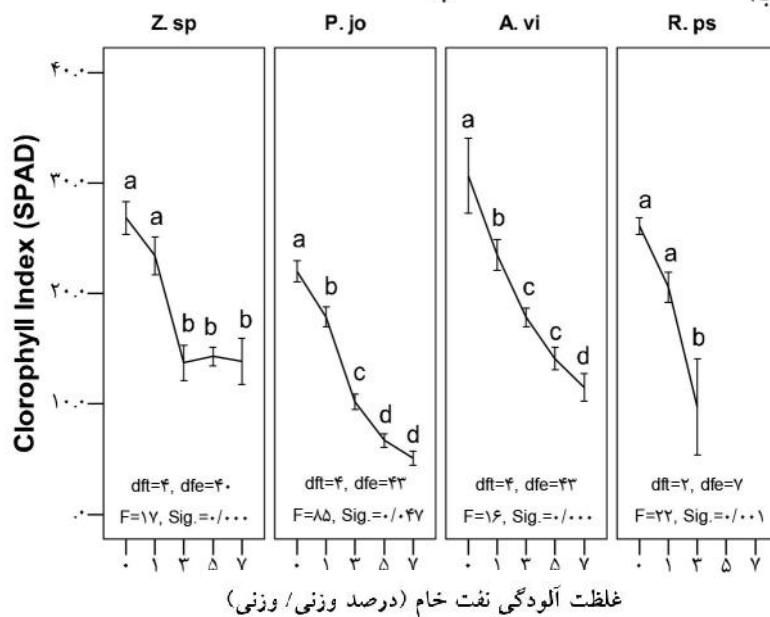 Z. sp P. jo A. vi R. ps
Clorophyll Index (SPAD)
۴۰.۰
۳۰.۰
۲۰.۰
۱۰.۰
.۰
a a b b b
a b c d d
a b c c d
a a b
dft=۴, dfe=۴۰
F=۱۷, Sig.=۰/۰۰۰
dft=۴, dfe=۴۳
F=۸۵, Sig.=۰/۰۴۷
dft=۴, dfe=۴۳
F=۱۶, Sig.=۰/۰۰۰
dft=۲, dfe=۷
F=۲۲, Sig.=۰/۰۰۱
۰ ۱ ۳ ۵ ۷ ۰ ۱ ۳ ۵ ۷ ۰ ۱ ۳ ۵ ۷ ۰ ۱ ۳ ۵ ۷
غلظت آلودگی نفت خام (درصد وزنی/ وزنی)